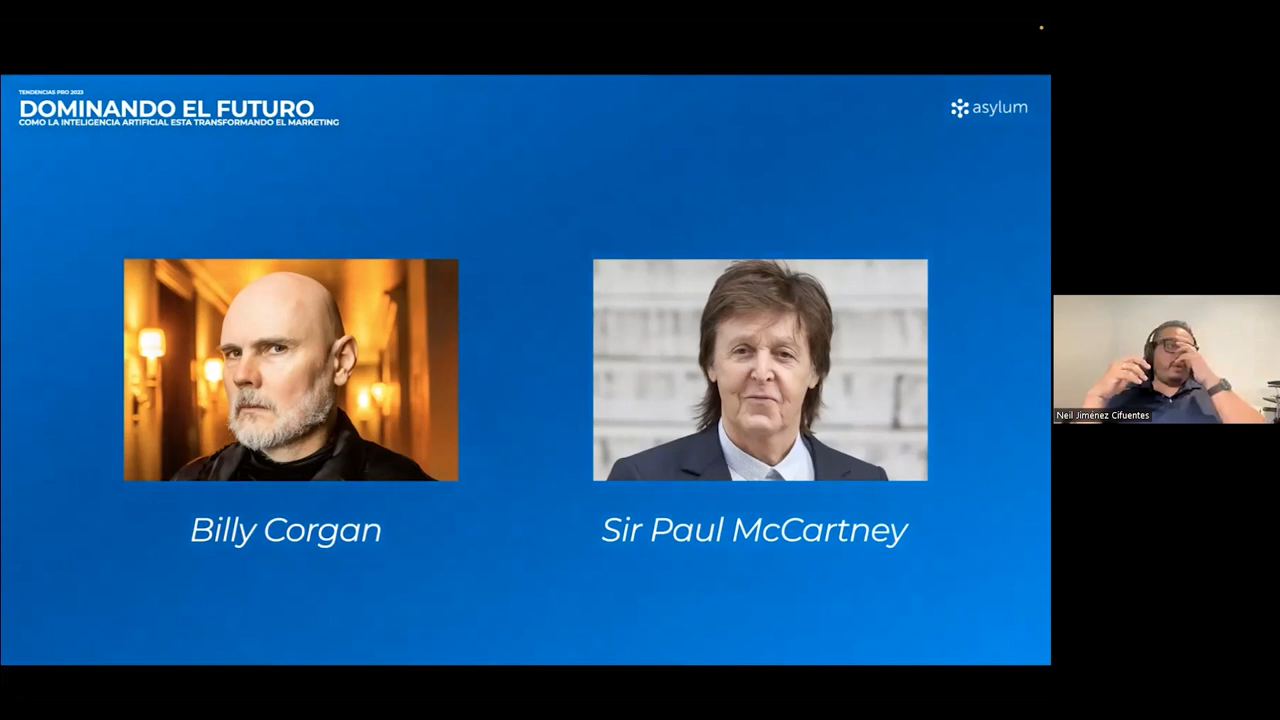 TENDENCIAS PRO 2023
DOMINANDO EL FUTURO
COMO LA INTELIGENCIA ARTIFICIAL ESTA TRANSFORMANDO EL MARKETING
asylum
Billy Corgan
Sir Paul McCartney
Neil Jiménez Cifuentes